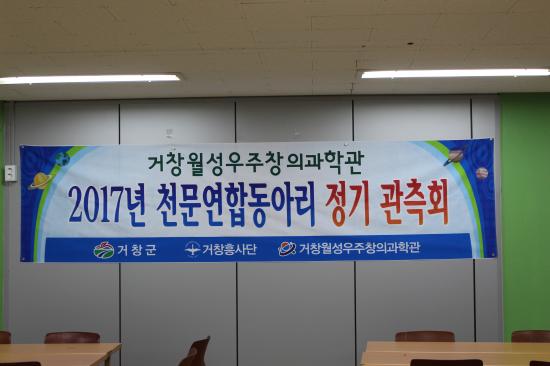 거창월성우주창의과학관
2017년 천문연합동아리 정기 관측회
거창군 거창흥사단 거창월성우주창의과학관